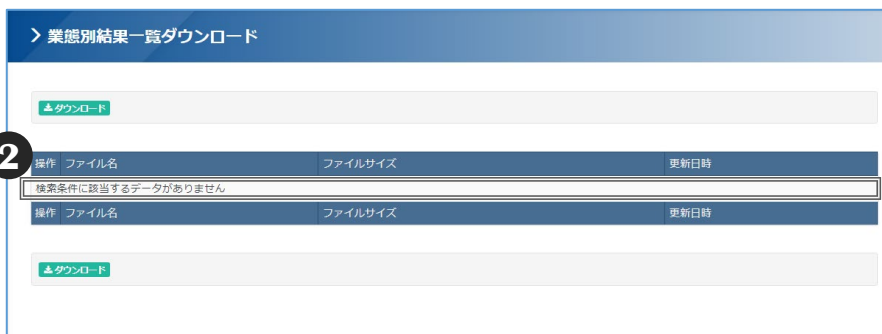 業態別結果一覧ダウンロード
ダウンロード
2
操作 ファイル名 ファイルサイズ 更新日時
検索条件に該当するデータがありません
操作 ファイル名 ファイルサイズ 更新日時
ダウンロード